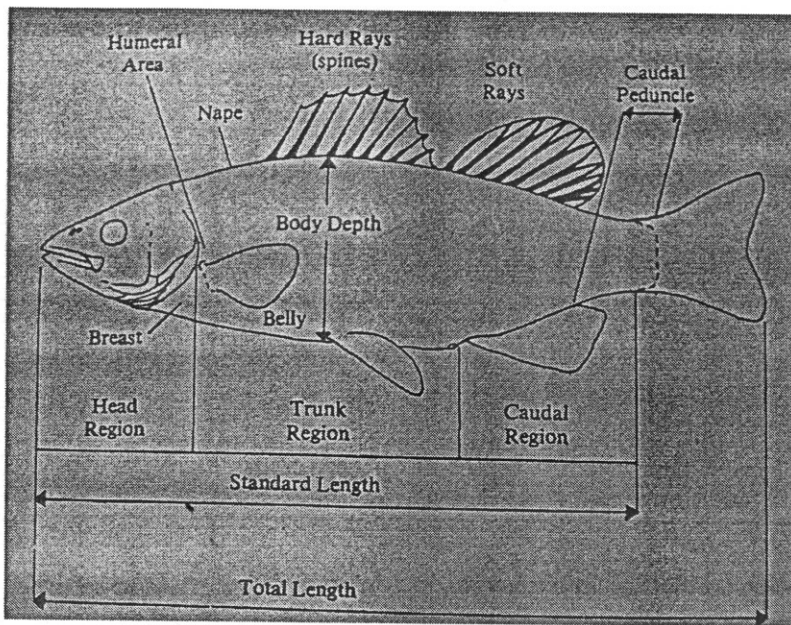 Humeral
Area
Hard Rays
(spines)
Soft
Rays
Caudal
Peduncle
Nape
Body Depth
Belly
Breast
Head
Region
Trunk
Region
Caudal
Region
Standard Length
Total Length